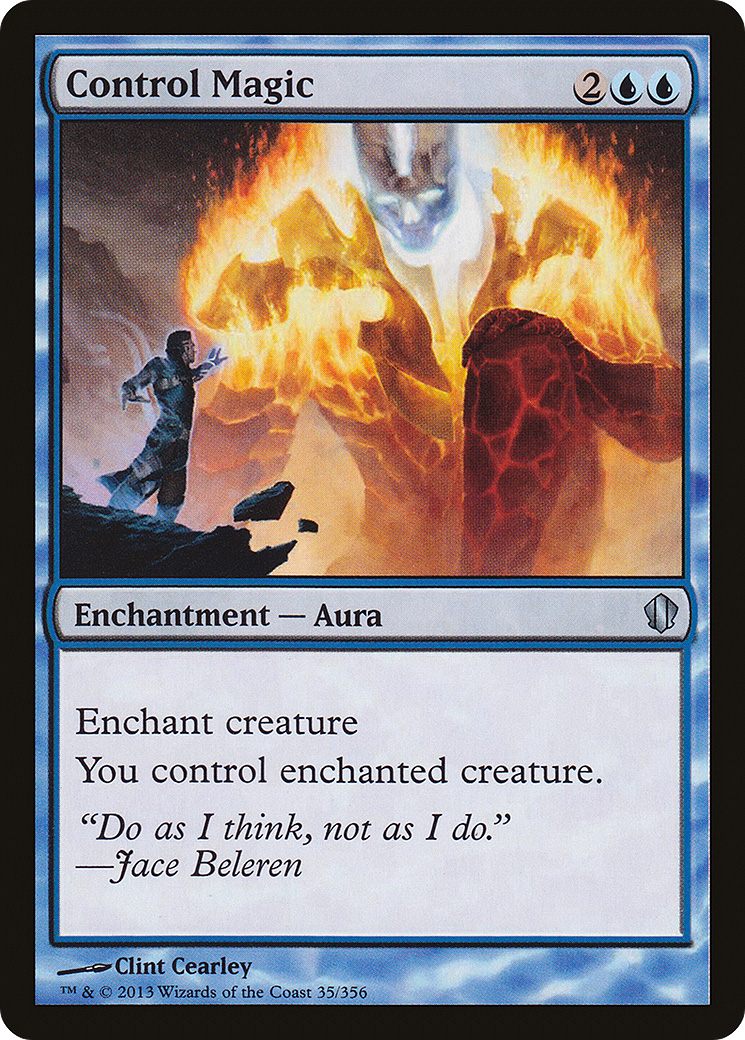 Control Magic 2
Enchantment — Aura
Enchant creature
You control enchanted creature.
“Do as I think, not as I do.”
—Jace Beleren
Clint Cearley
™ & © 2013 Wizards of the Coast 35/356